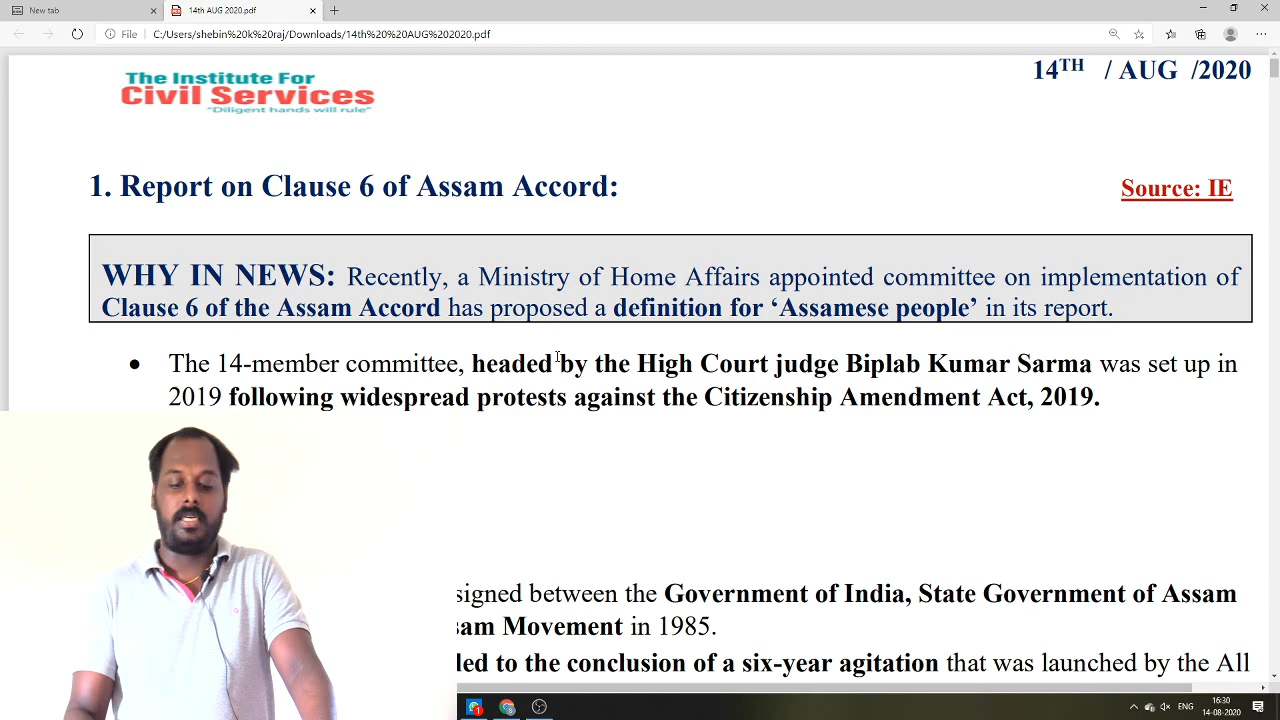 New tab
14th AUG 2020.pdf
File C:/Users/shebin%20k%20raj/Downloads/14th%20%20AUG%202020.pdf
The Institute For
Civil Services
"Diligent hands will rule"
14TH / AUG /2020
1. Report on Clause 6 of Assam Accord:
Source: IE
WHY IN NEWS: Recently, a Ministry of Home Affairs appointed committee on implementation of
Clause 6 of the Assam Accord has proposed a definition for ‘Assamese people’ in its report.
• The 14-member committee, headed by the High Court judge Biplab Kumar Sarma was set up in
2019 following widespread protests against the Citizenship Amendment Act, 2019.
signed between the Government of India, State Government of Assam
Movement in 1985.
to the conclusion of a six-year agitation that was launched by the All
1
ENG
16:30
14-08-2020